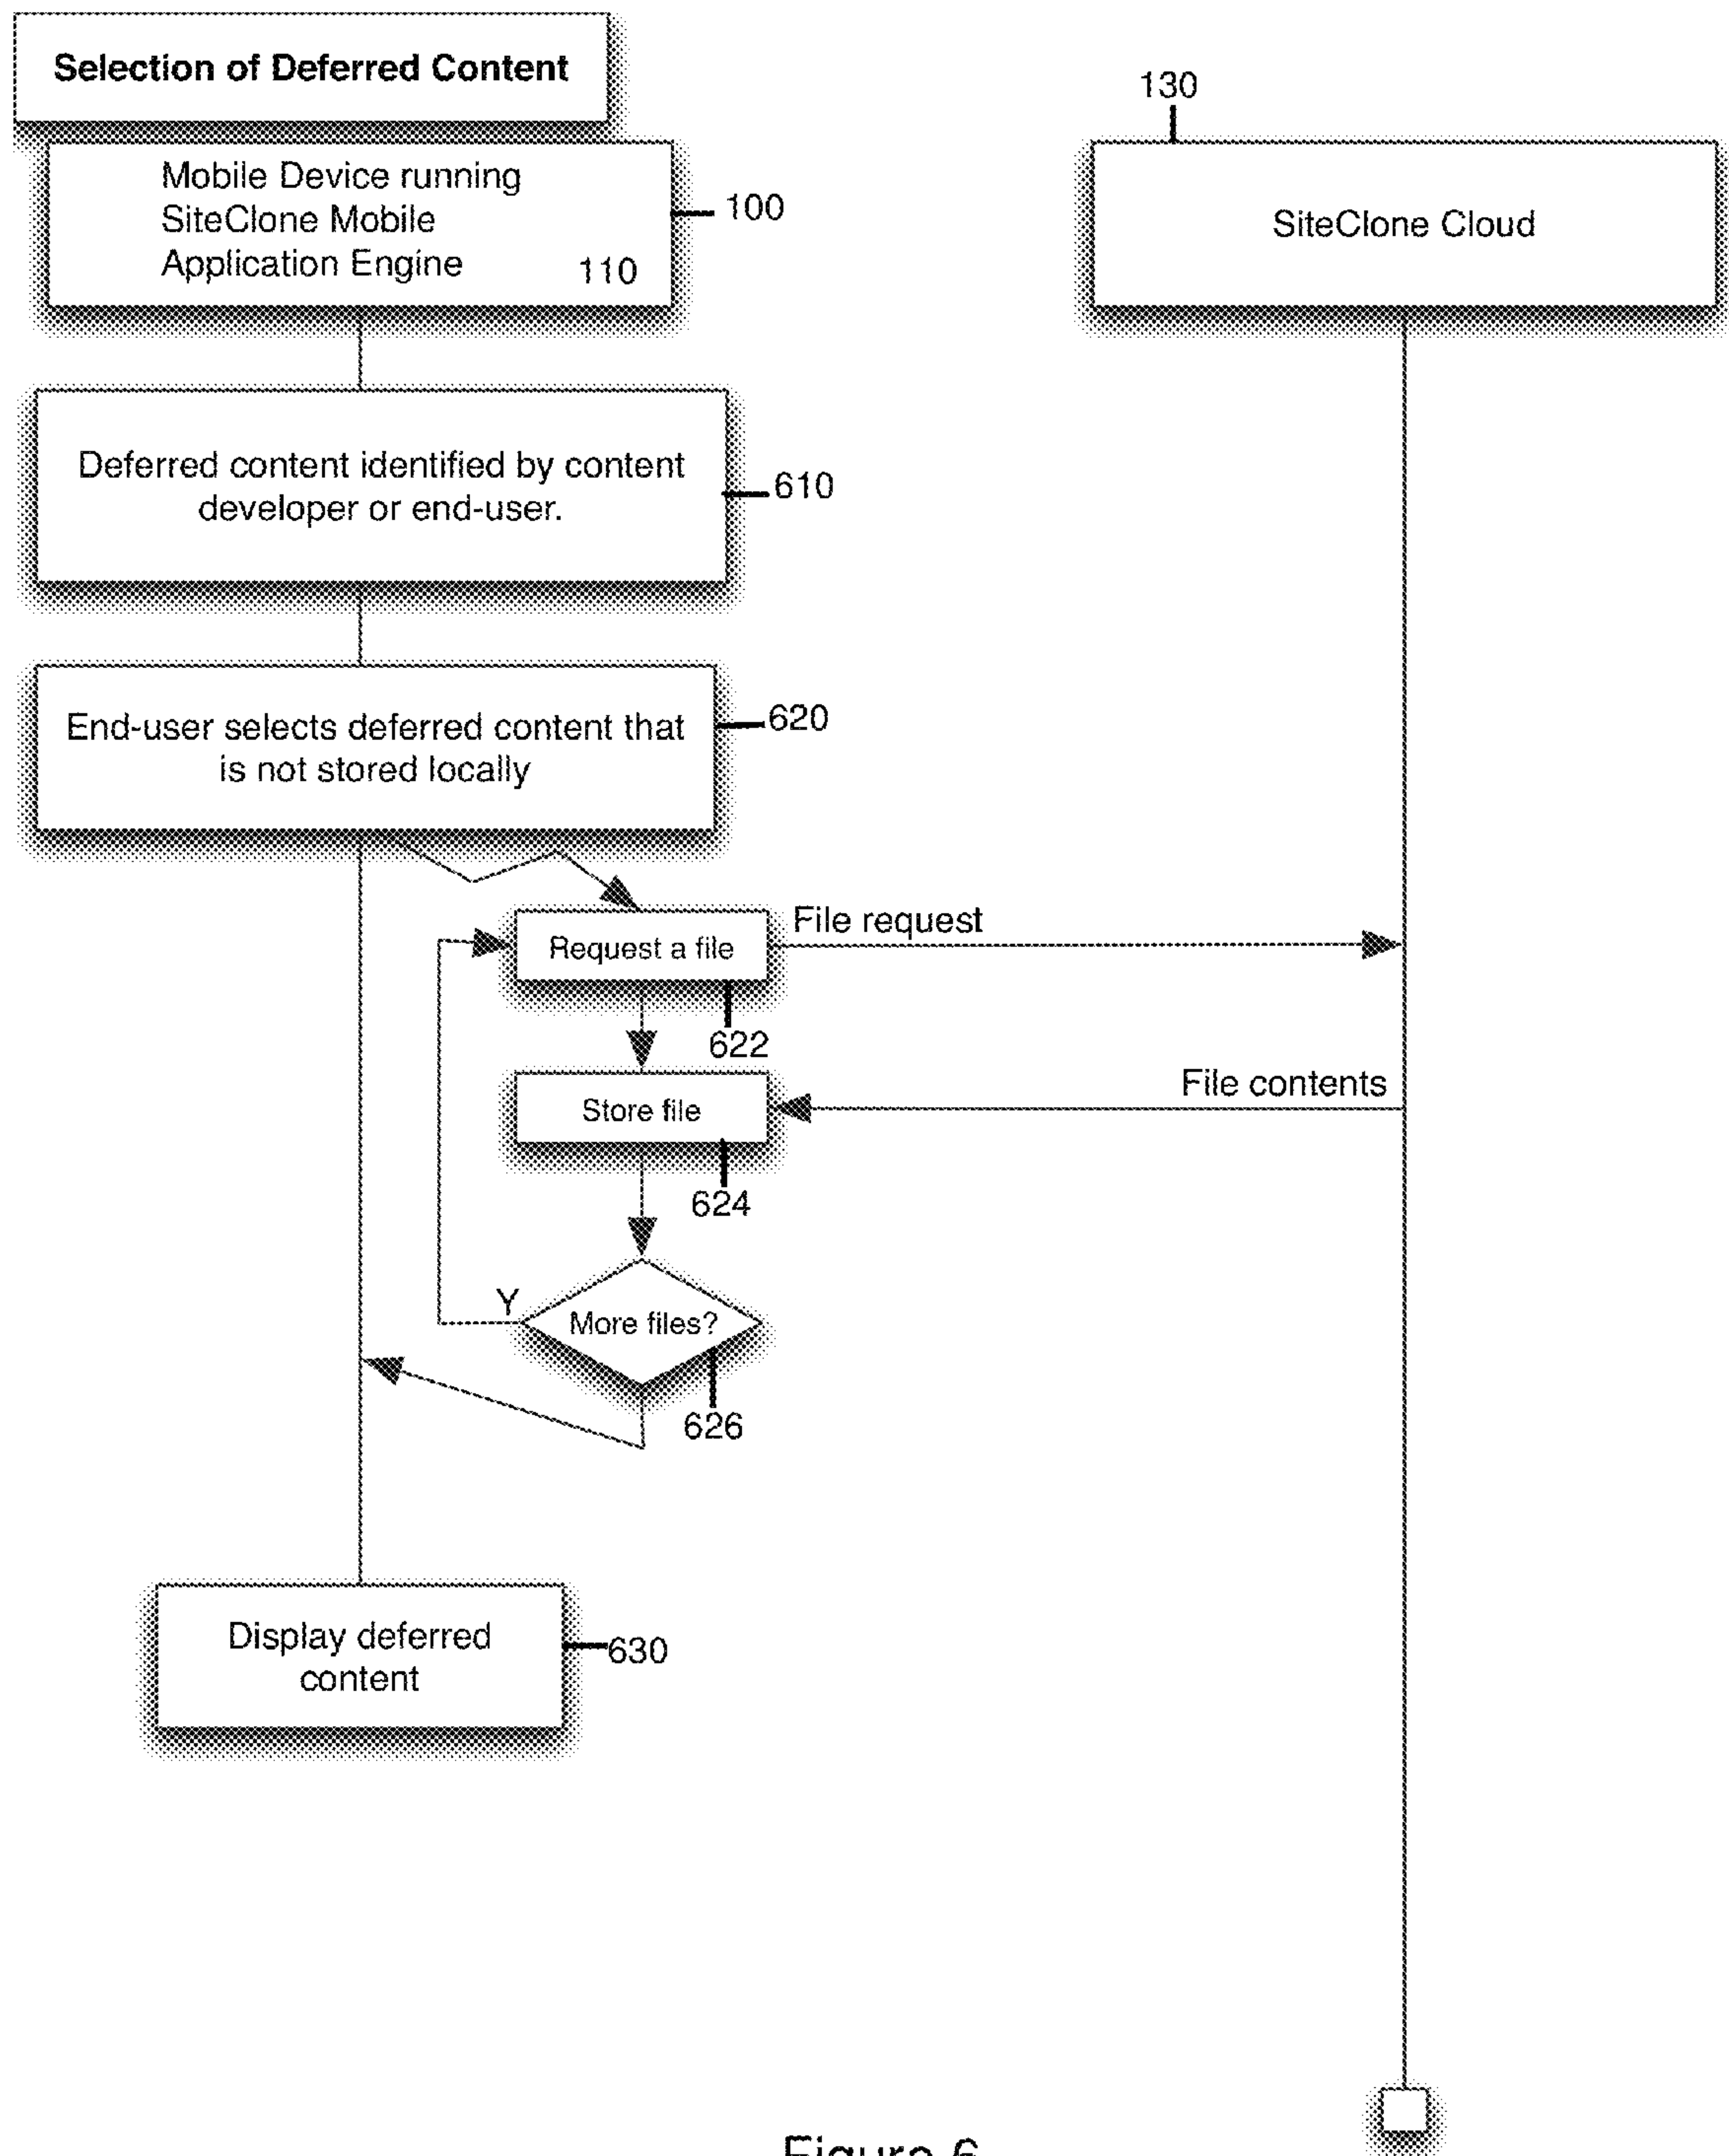 Selection of Deferred Content
130
Mobile Device running
SiteClone Mobile
Application Engine
110
100
SiteClone Cloud
Deferred content identified by content
developer or end-user.
610
End-user selects deferred content that
is not stored locally
620
Request a file
File request
622
Store file
File contents
624
Y
More files?
626
Display deferred
content
630
Figure 6